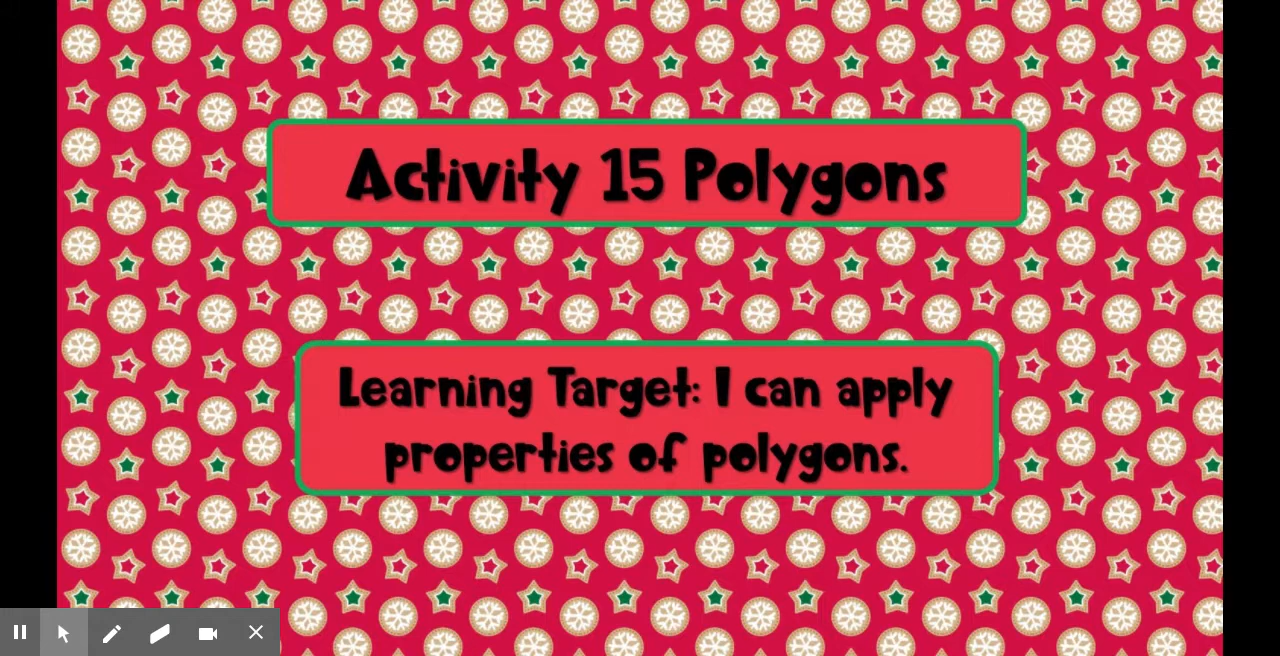 Activity 15 Polygons
Learning Target: I can apply
properties of polygons.